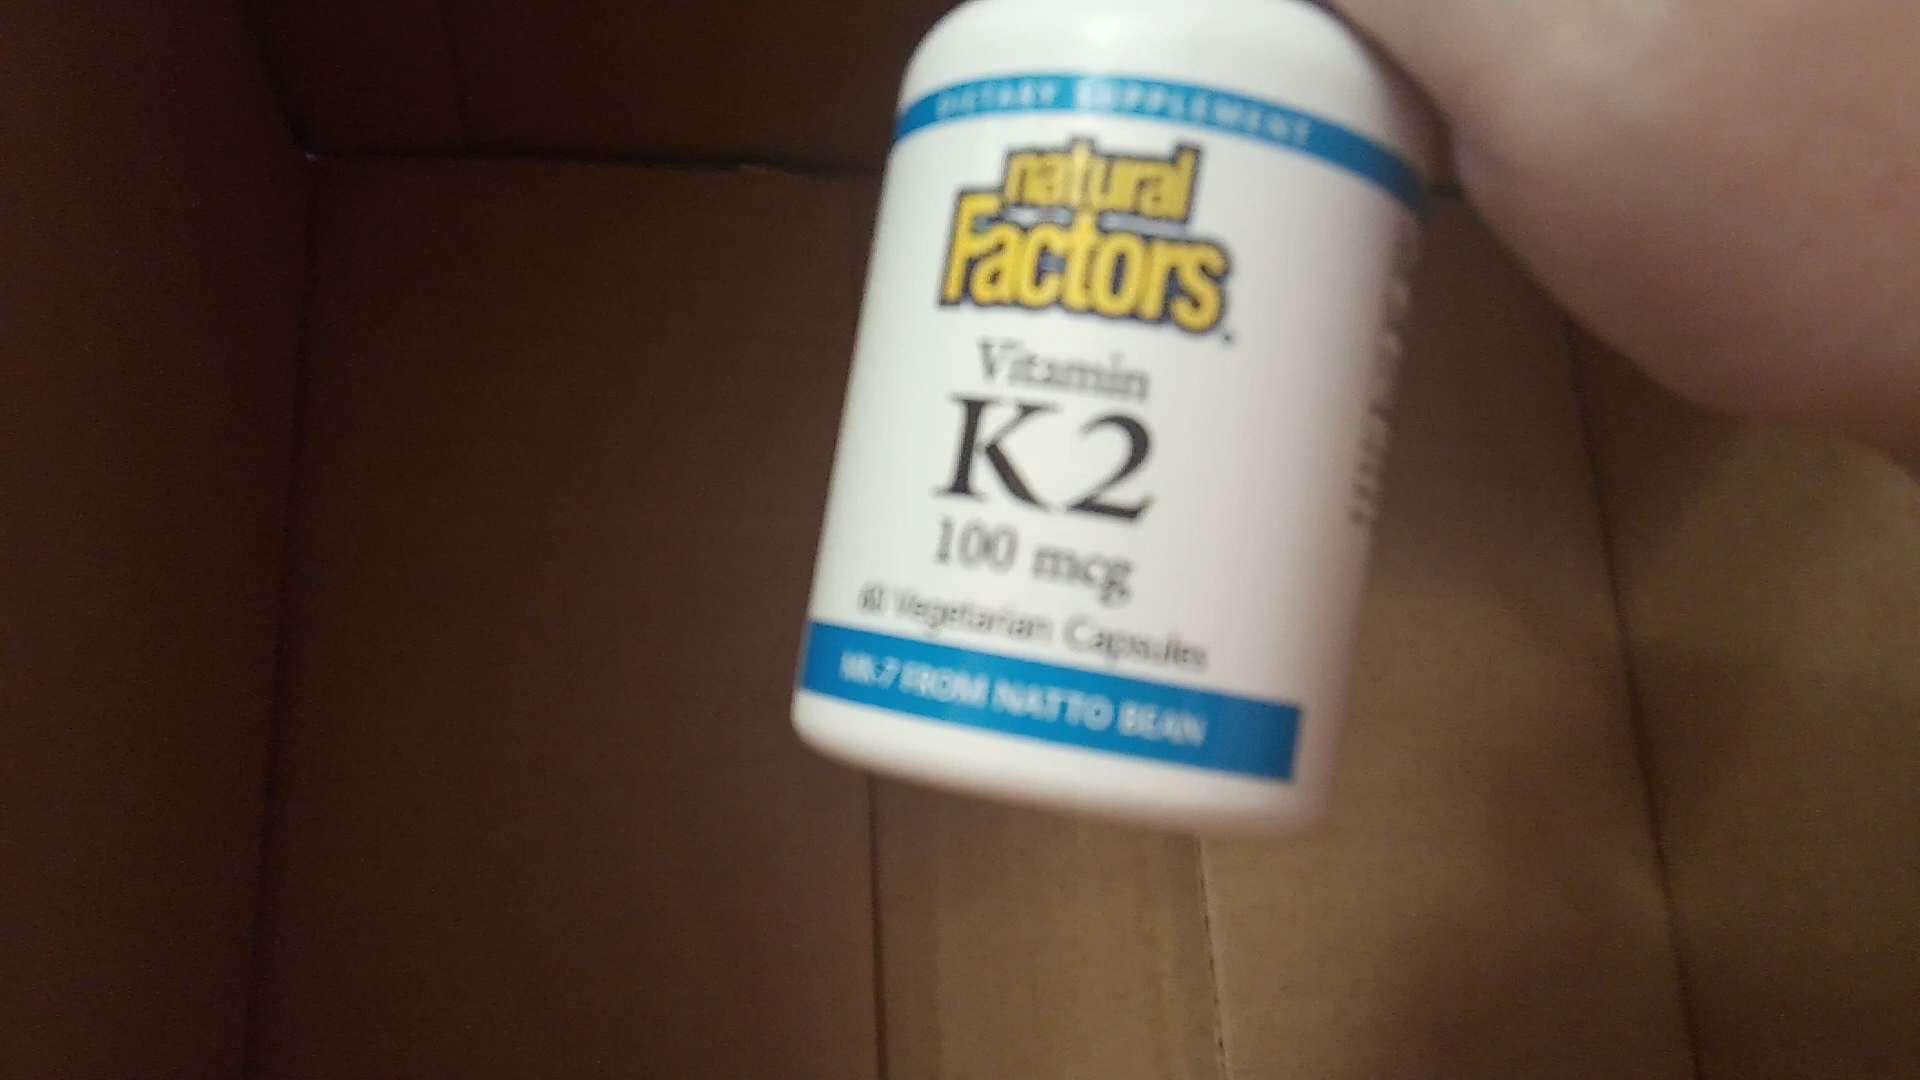 DIETARY SUPPLEMENT
natural
Factors
Vitamin
K2
100 mcg
60 Vegetarian Capsules
MK-7 FROM NATTO BEAN